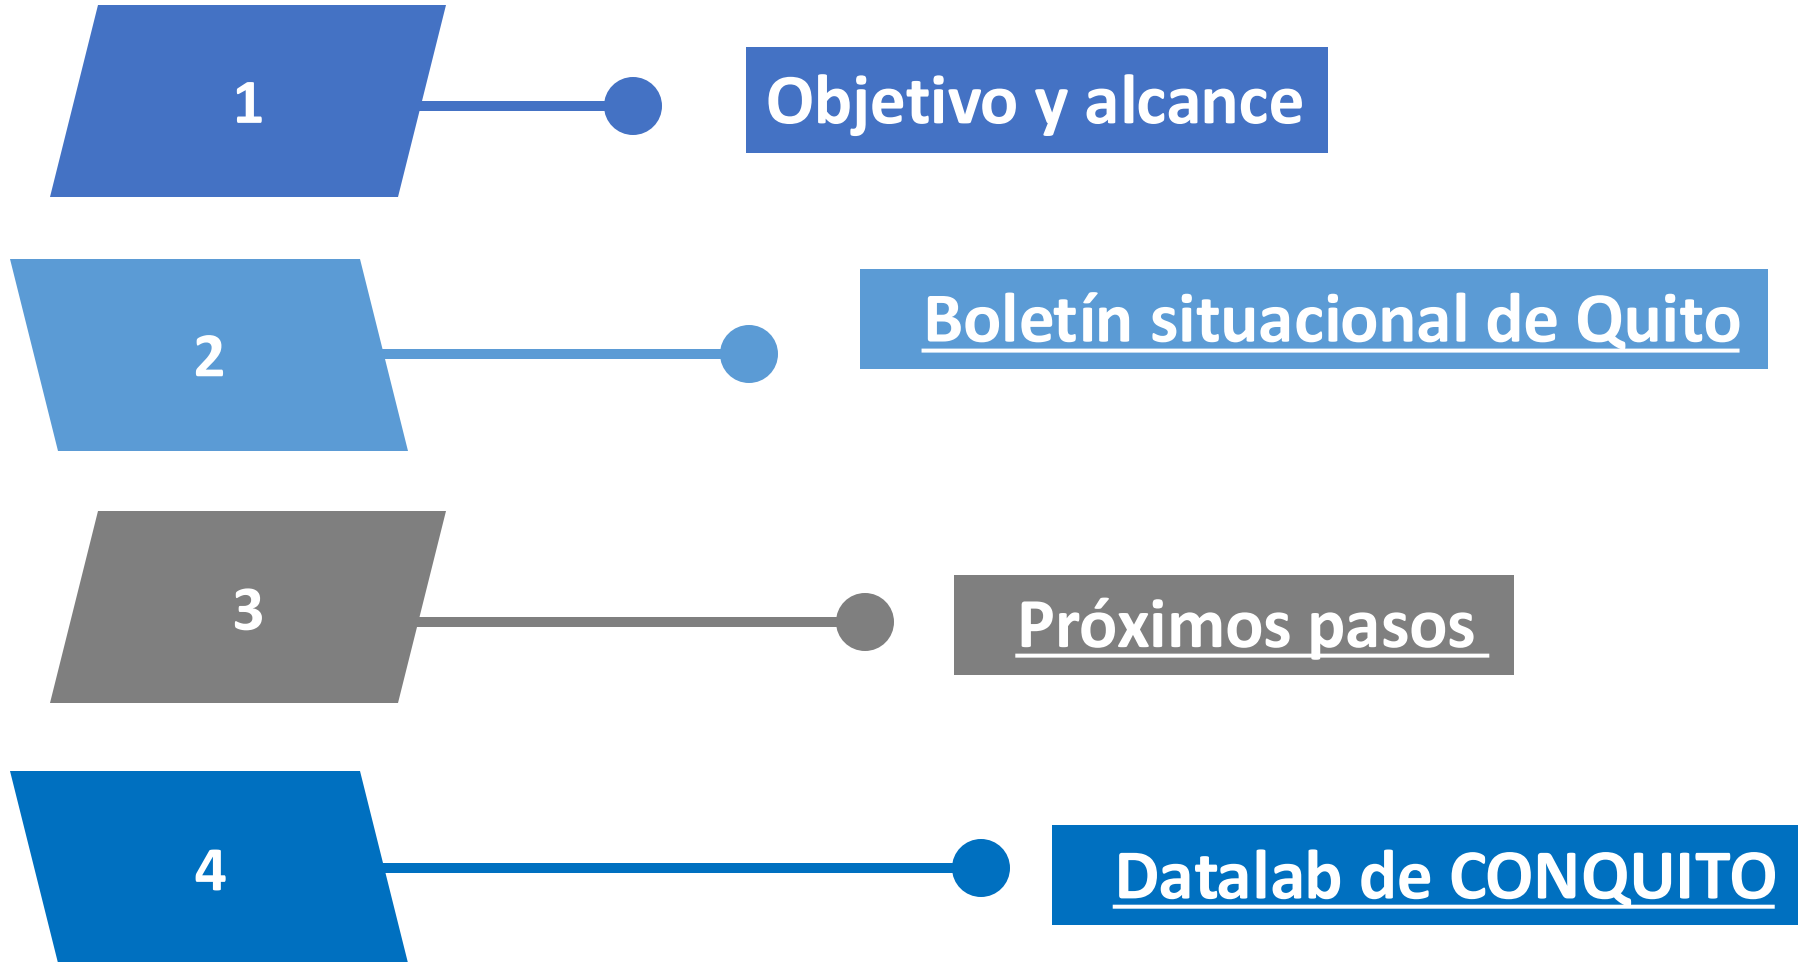 1
Objetivo y alcance
2
Boletín situacional de Quito
3
Próximos pasos
4
Datalab de CONQUITO